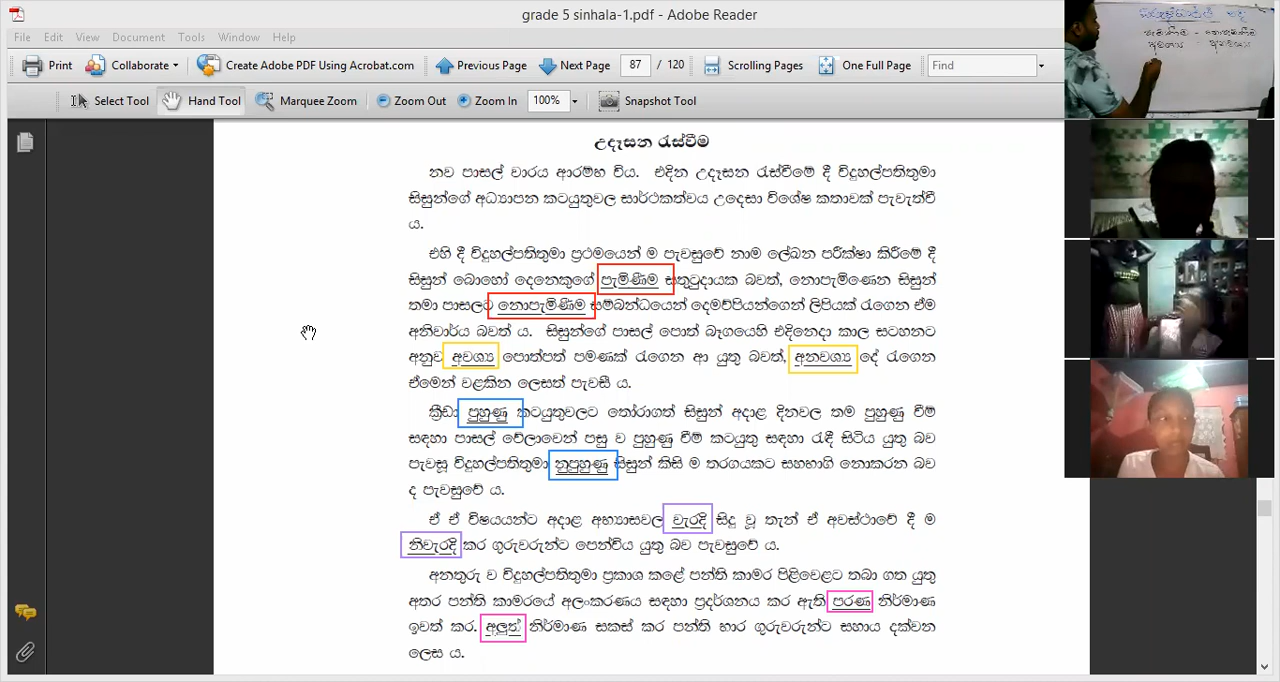 grade 5 sinhala-1.pdf - Adobe Reader
File Edit View Document Tools Window Help
Print Collaborate Create Adobe PDF Using Acrobat.com Previous Page Next Page 87 / 120 Scrolling Pages One Full Page Find
Select Tool Hand Tool Marquee Zoom Zoom Out Zoom In 100% Snapshot Tool
පැමිණීම - නොපැමිණීම
අවශ්‍ය - අනවශ්‍ය
උදෑසන රැස්වීම
නව පාසල් වාරය ආරම්භ විය. එදින උදෑසන රැස්වීමේ දී විදුහල්පතිතුමා
සිසුන්ගේ අධ්‍යාපන කටයුතුවල සාර්ථකත්වය උදෙසා විශේෂ කතාවක් පැවැත්වී
ය.
එහි දී විදුහල්පතිතුමා ප්‍රථමයෙන් ම පැවසුවේ නාම ලේඛන පරීක්ෂා කිරීමේ දී
සිසුන් බොහෝ දෙනෙකුගේ පැමිණීම සතුටුදායක බවත්, නොපැමිණෙන සිසුන්
තමා පාසලට නොපැමිණීම සම්බන්ධයෙන් දෙමව්පියන්ගෙන් ලිපියක් රැගෙන ඒම
අනිවාර්ය බවත් ය. සිසුන්ගේ පාසල් පොත් බෑගයෙහි එදිනෙදා කාල සටහනට
අනුව අවශ්‍ය පොත්පත් පමණක් රැගෙන ආ යුතු බවත්, අනවශ්‍ය දේ රැගෙන
ඒමෙන් වළකින ලෙසත් පැවසී ය.
ක්‍රීඩා පුහුණු කටයුතුවලට තෝරාගත් සිසුන් අදාළ දිනවල තම පුහුණු වීම්
සඳහා පාසල් වේලාවෙන් පසු ව පුහුණු වීම් කටයුතු සඳහා රැඳී සිටිය යුතු බව
පැවසූ විදුහල්පතිතුමා නුපුහුණු සිසුන් කිසි ම තරගයකට සහභාගි නොකරන බව
ද පැවසුවේ ය.
ඒ ඒ විෂයයන්ට අදාළ අභ්‍යාසවල වැරදි සිදු වූ තැන් ඒ අවස්ථාවේ දී ම
නිවැරදි කර ගුරුවරුන්ට පෙන්විය යුතු බව පැවසුවේ ය.
අනතුරු ව විදුහල්පතිතුමා ප්‍රකාශ කළේ පන්ති කාමර පිළිවෙළට තබා ගත යුතු
අතර පන්ති කාමරයේ අලංකරණය සඳහා ප්‍රදර්ශනය කර ඇති පරණ නිර්මාණ
ඉවත් කර. අලුත් නිර්මාණ සකස් කර පන්ති භාර ගුරුවරුන්ට සහාය දක්වන
ලෙස ය.